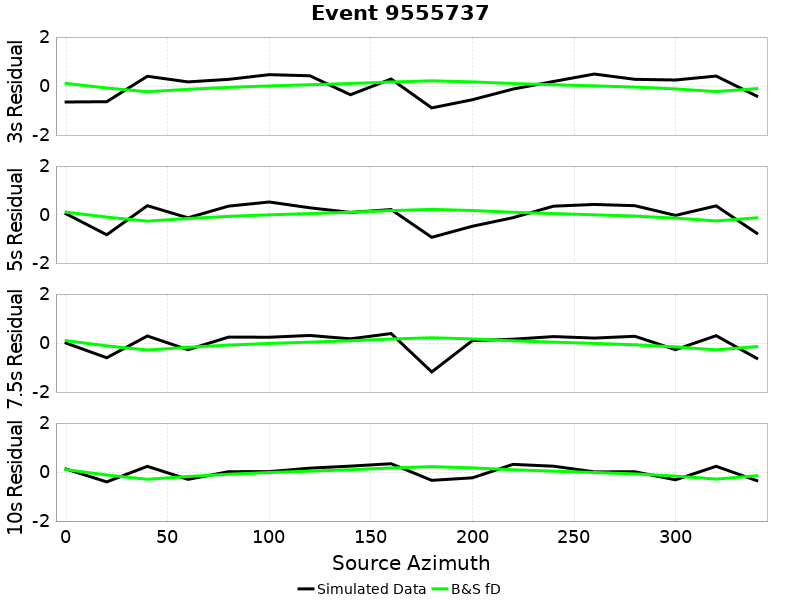 Event 9555737
3s Residual
2
0
-2
5s Residual
2
0
-2
7.5s Residual
2
0
-2
10s Residual
2
0
-2
0 50 100 150 200 250 300
Source Azimuth
Simulated Data B&S fD